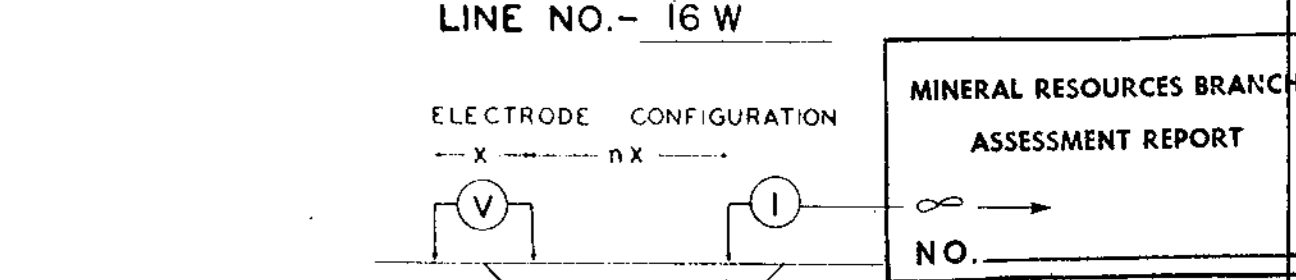 LINE NO.- 16 W
MINERAL RESOURCES BRANCH
ASSESSMENT REPORT
ELECTRODE CONFIGURATION
X nX
V I ∞
NO.